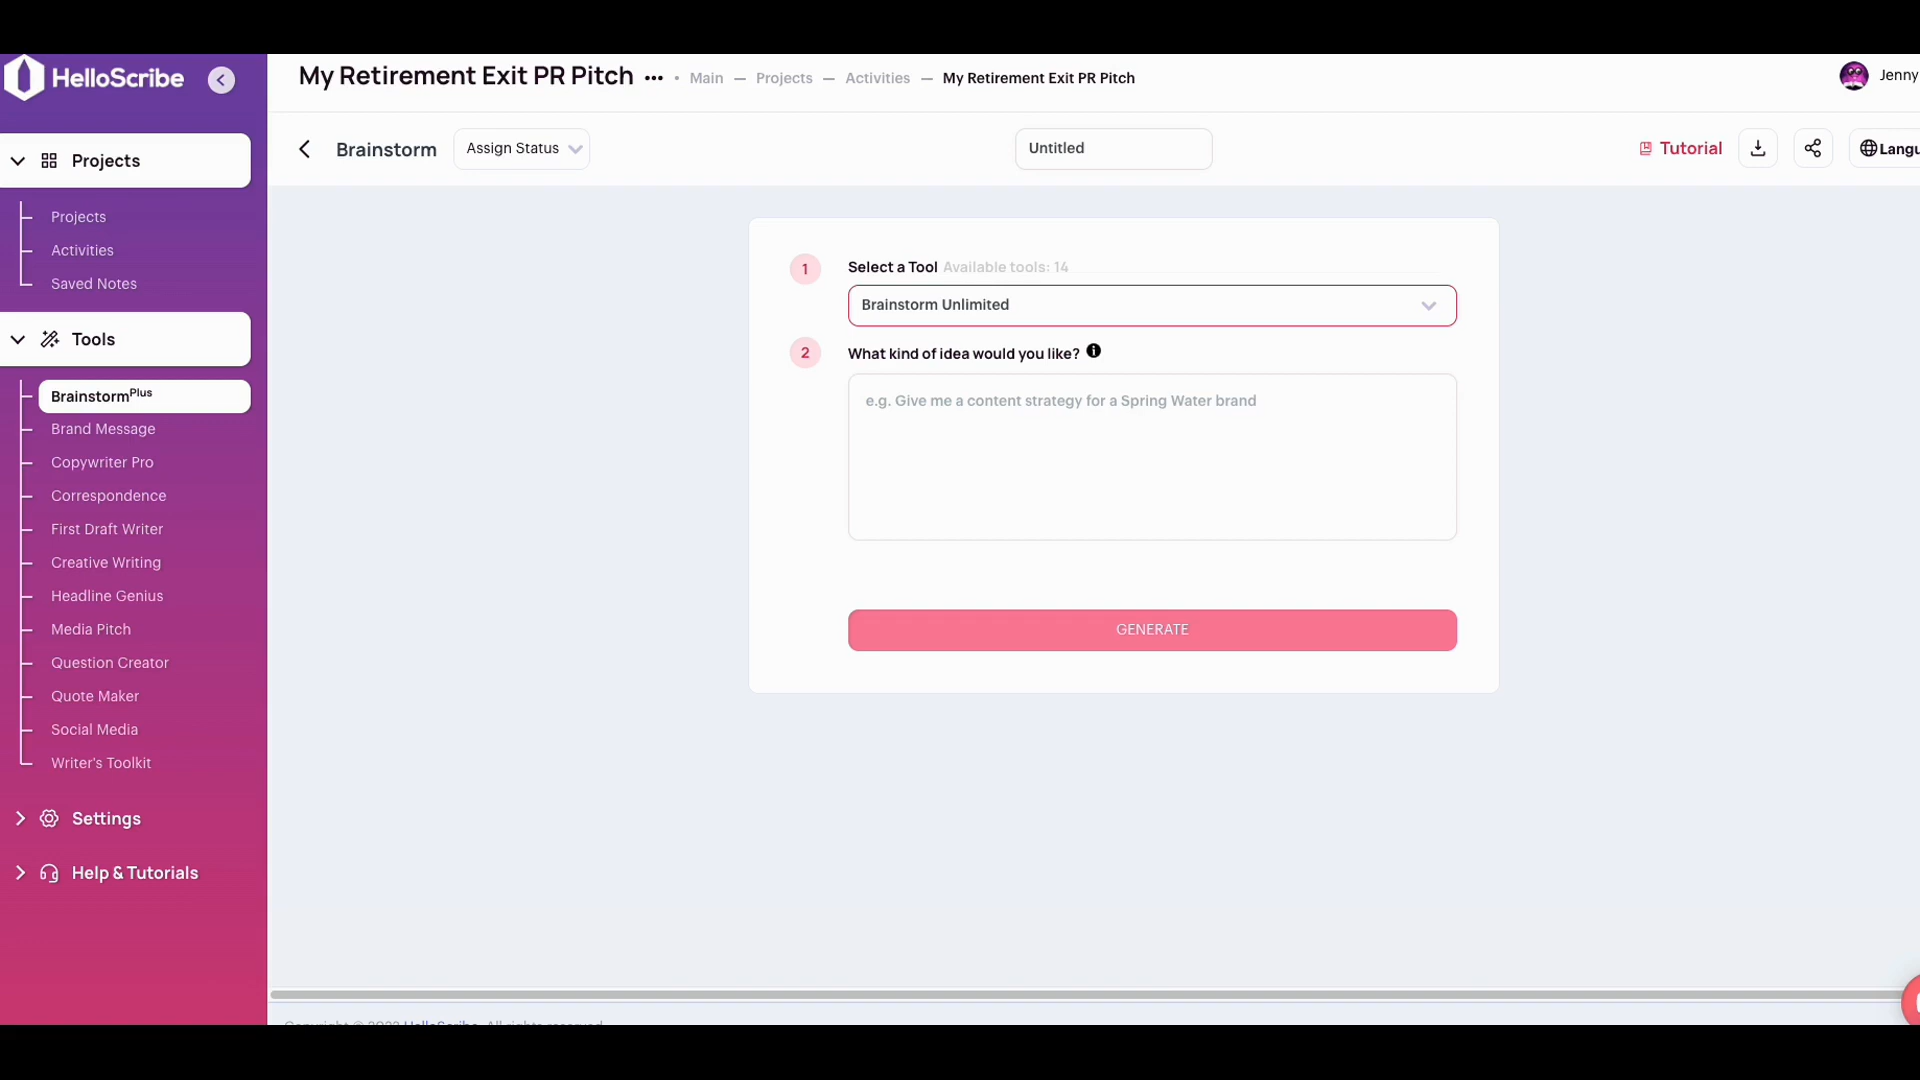 HelloScribe
My Retirement Exit PR Pitch ••• • Main — Projects — Activities — My Retirement Exit PR Pitch
Jenny
Brainstorm
Assign Status
Untitled
Tutorial
Langu
Projects
Projects
Activities
Saved Notes
Tools
BrainstormPlus
Brand Message
Copywriter Pro
Correspondence
First Draft Writer
Creative Writing
Headline Genius
Media Pitch
Question Creator
Quote Maker
Social Media
Writer's Toolkit
Settings
Help & Tutorials
1
Select a Tool Available tools: 14
Brainstorm Unlimited
2
What kind of idea would you like?
e.g. Give me a content strategy for a Spring Water brand
GENERATE